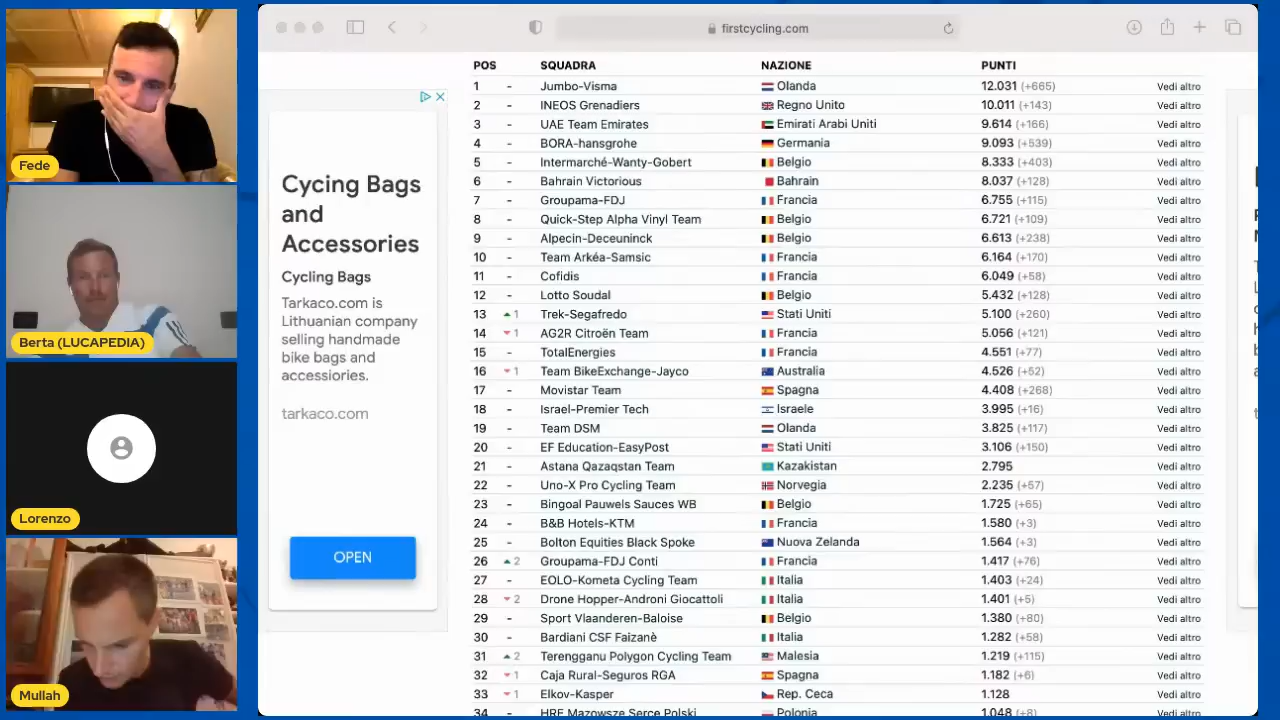 Fede
Berta (LUCAPEDIA)
Lorenzo
Mullah
firstcycling.com
Cycing Bags
and
Accessories
Cycling Bags
Tarkaco.com is
Lithuanian company
selling handmade
bike bags and
accessiories.
tarkaco.com
OPEN
POS SQUADRA NAZIONE PUNTI
1 - Jumbo-Visma Olanda 12.031 (+665) Vedi altro
2 - INEOS Grenadiers Regno Unito 10.011 (+143) Vedi altro
3 - UAE Team Emirates Emirati Arabi Uniti 9.614 (+166) Vedi altro
4 - BORA-hansgrohe Germania 9.093 (+539) Vedi altro
5 - Intermarché-Wanty-Gobert Belgio 8.333 (+403) Vedi altro
6 - Bahrain Victorious Bahrain 8.037 (+128) Vedi altro
7 - Groupama-FDJ Francia 6.755 (+115) Vedi altro
8 - Quick-Step Alpha Vinyl Team Belgio 6.721 (+109) Vedi altro
9 - Alpecin-Deceuninck Belgio 6.613 (+238) Vedi altro
10 - Team Arkéa-Samsic Francia 6.164 (+170) Vedi altro
11 - Cofidis Francia 6.049 (+58) Vedi altro
12 - Lotto Soudal Belgio 5.432 (+128) Vedi altro
13 ▲ 1 Trek-Segafredo Stati Uniti 5.100 (+260) Vedi altro
14 ▼ 1 AG2R Citroën Team Francia 5.056 (+121) Vedi altro
15 - TotalEnergies Francia 4.551 (+77) Vedi altro
16 ▼ 1 Team BikeExchange-Jayco Australia 4.526 (+52) Vedi altro
17 - Movistar Team Spagna 4.408 (+268) Vedi altro
18 - Israel-Premier Tech Israele 3.995 (+16) Vedi altro
19 - Team DSM Olanda 3.825 (+117) Vedi altro
20 - EF Education-EasyPost Stati Uniti 3.106 (+150) Vedi altro
21 - Astana Qazaqstan Team Kazakistan 2.795 Vedi altro
22 - Uno-X Pro Cycling Team Norvegia 2.235 (+57) Vedi altro
23 - Bingoal Pauwels Sauces WB Belgio 1.725 (+65) Vedi altro
24 - B&B Hotels-KTM Francia 1.580 (+3) Vedi altro
25 - Bolton Equities Black Spoke Nuova Zelanda 1.564 (+3) Vedi altro
26 ▲ 2 Groupama-FDJ Conti Francia 1.417 (+76) Vedi altro
27 - EOLO-Kometa Cycling Team Italia 1.403 (+24) Vedi altro
28 ▼ 2 Drone Hopper-Androni Giocattoli Italia 1.401 (+5) Vedi altro
29 - Sport Vlaanderen-Baloise Belgio 1.380 (+80) Vedi altro
30 - Bardiani CSF Faizanè Italia 1.282 (+58) Vedi altro
31 ▲ 2 Terengganu Polygon Cycling Team Malesia 1.219 (+115) Vedi altro
32 ▼ 1 Caja Rural-Seguros RGA Spagna 1.182 (+6) Vedi altro
33 ▼ 1 Elkov-Kasper Rep. Ceca 1.128 Vedi altro
34 - HRE Mazowsze Serce Polski Polonia 1.048 (+8) Vedi altro